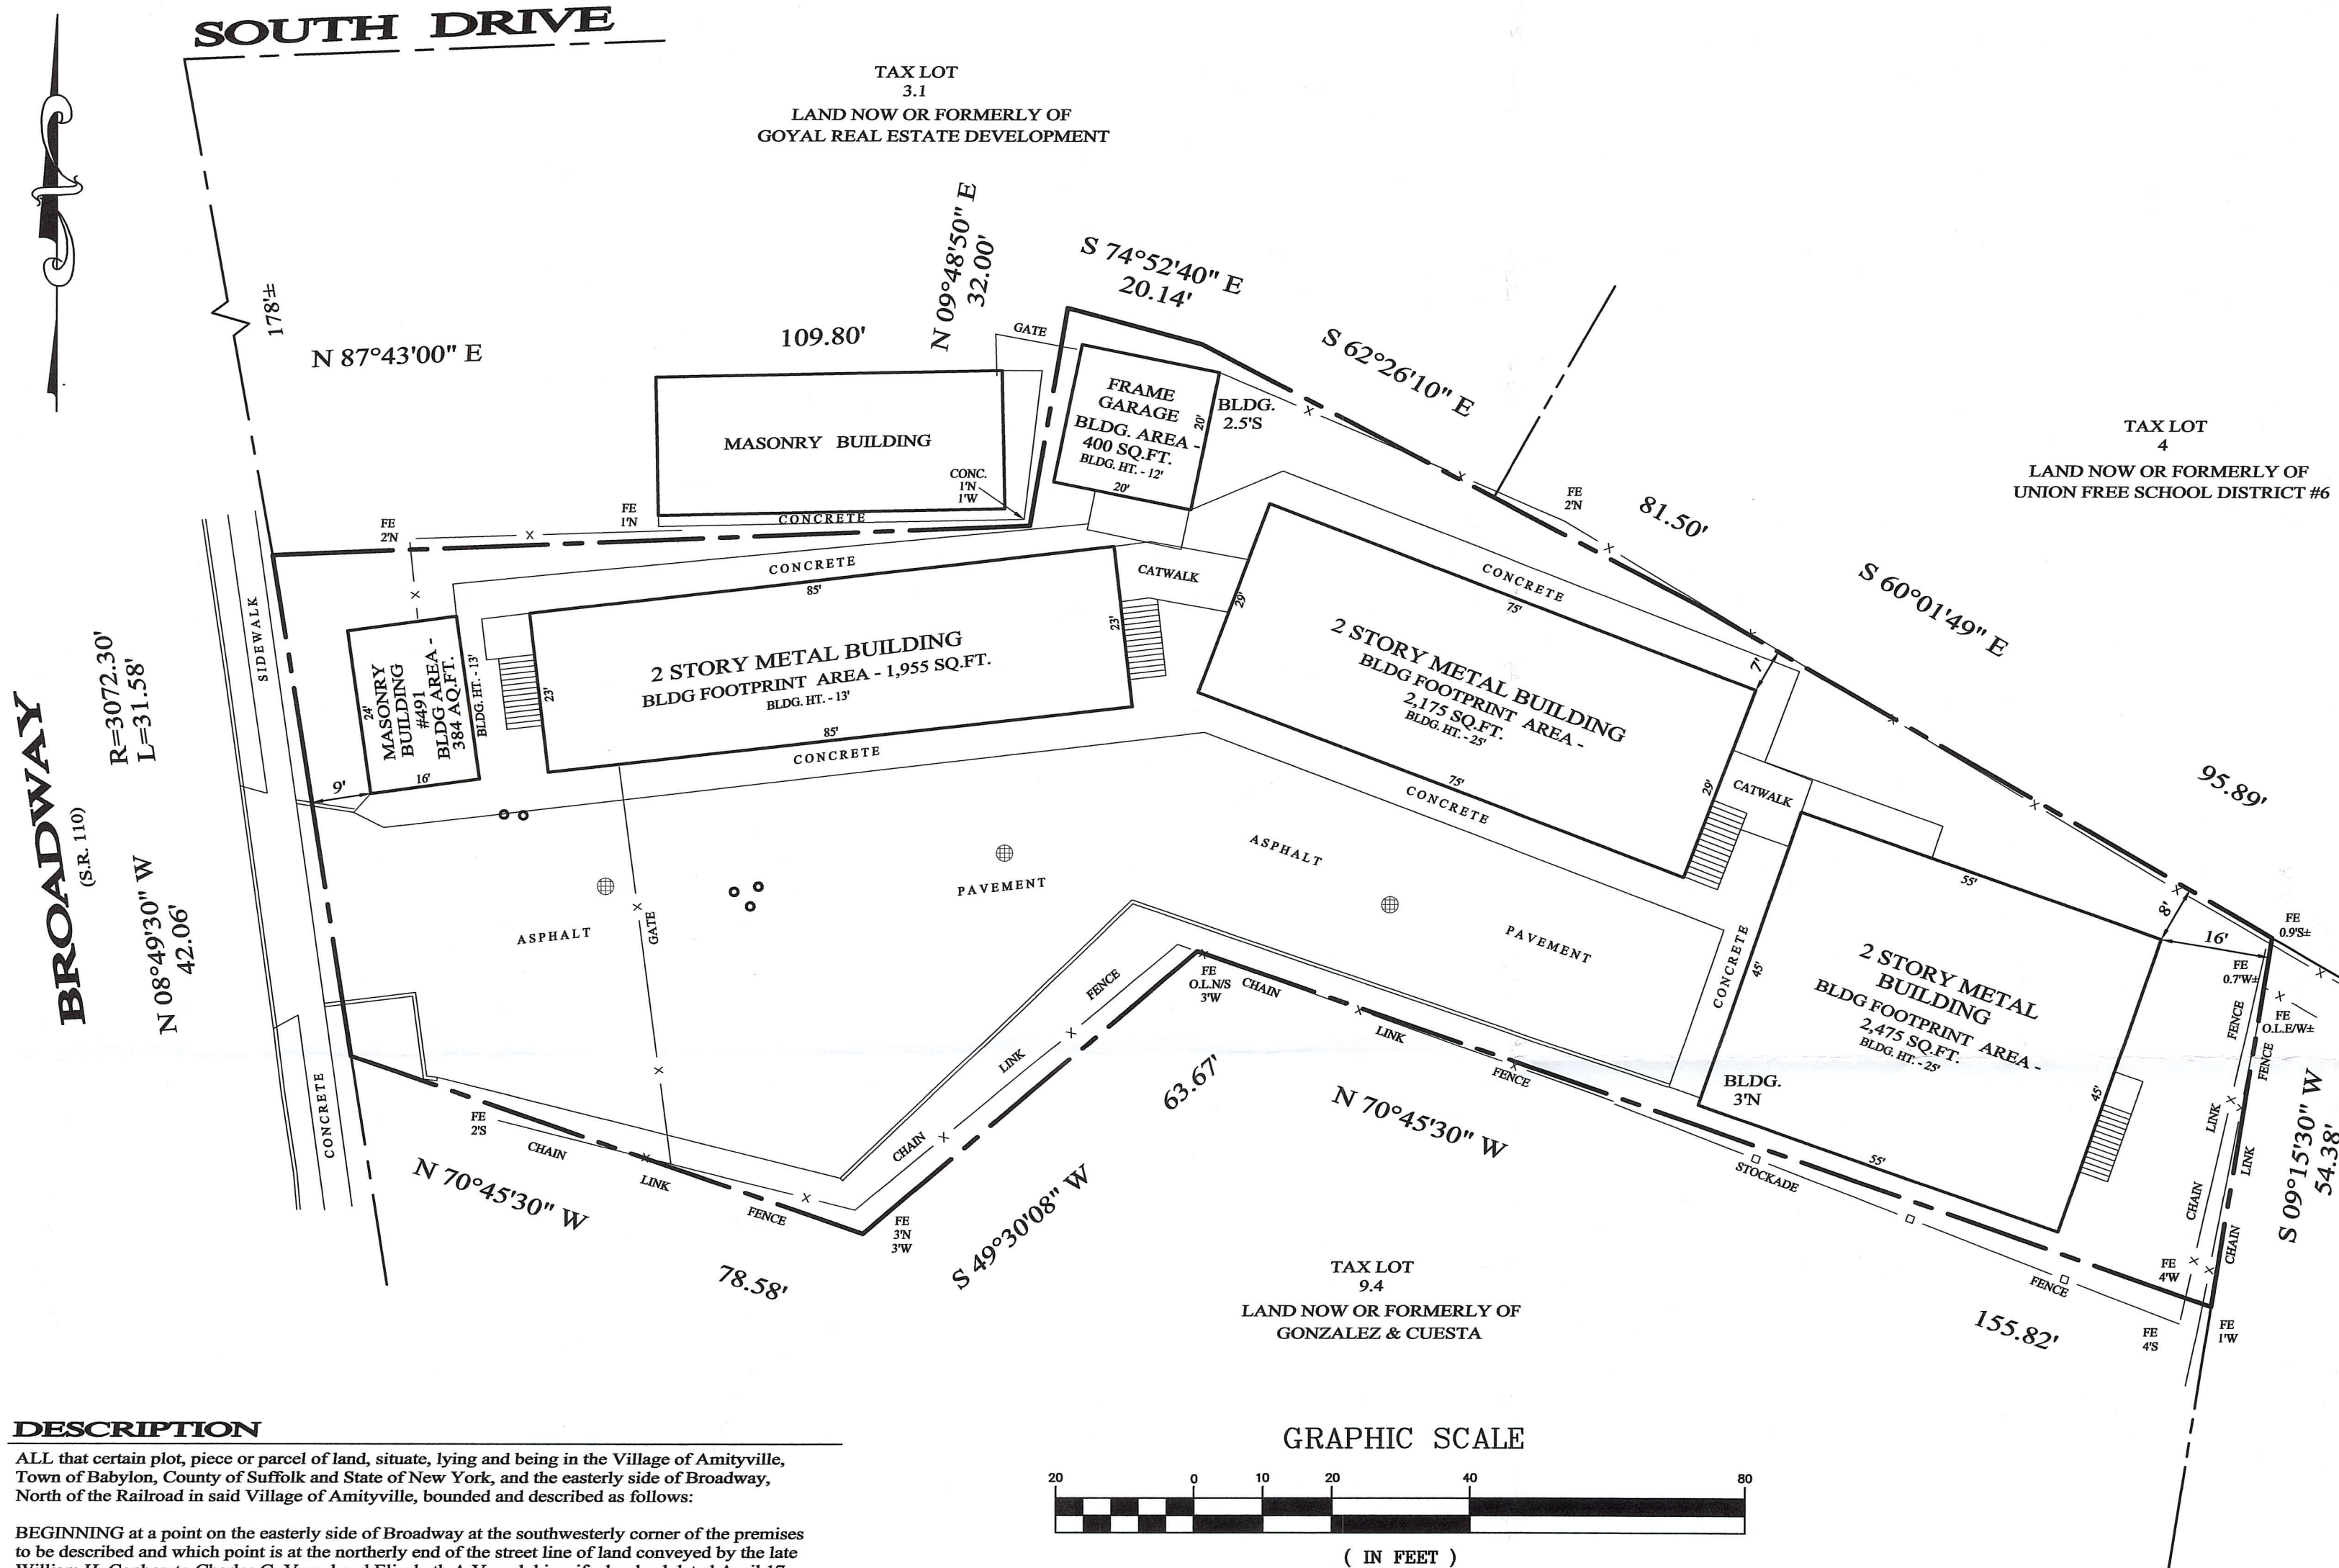 SOUTH DRIVE
TAX LOT
3.1
LAND NOW OR FORMERLY OF
GOYAL REAL ESTATE DEVELOPMENT
178'±
N 87°43'00" E
109.80'
N 09°48'50" E
32.00'
S 74°52'40" E
20.14'
S 62°26'10" E
81.50'
S 60°01'49" E
95.89'
TAX LOT
4
LAND NOW OR FORMERLY OF
UNION FREE SCHOOL DISTRICT #6
GATE
MASONRY BUILDING
CONC.
1'N
1'W
CONCRETE
FRAME
GARAGE
BLDG. AREA -
400 SQ.FT.
BLDG. HT. - 12'
20'
20'
BLDG.
2.5'S
FE
2'N
FE
1'N
FE
2'N
SIDEWALK
CONCRETE
BROADWAY
(S.R. 110)
R=3072.30'
L=31.58'
N 08°49'30" W
42.06'
MASONRY
BUILDING
#491
BLDG AREA -
384 AQ.FT.
BLDG. HT. - 13'
24'
16'
9'
CONCRETE
85'
2 STORY METAL BUILDING
BLDG FOOTPRINT AREA - 1,955 SQ.FT.
BLDG. HT. - 13'
23'
23'
85'
CONCRETE
CATWALK
CONCRETE
75'
29'
2 STORY METAL BUILDING
BLDG FOOTPRINT AREA -
2,175 SQ.FT.
BLDG. HT. - 25'
75'
29'
7'
CONCRETE
CATWALK
55'
2 STORY METAL
BUILDING
BLDG FOOTPRINT AREA -
2,475 SQ.FT.
BLDG. HT. - 25'
45'
45'
55'
8'
16'
CONCRETE
BLDG.
3'N
FE
0.9'S±
FE
0.7'W±
FE
O.L.E/W±
FENCE
LINK
CHAIN
FENCE
LINK
CHAIN
S 09°15'30" W
54.38'
ASPHALT
PAVEMENT
ASPHALT
PAVEMENT
GATE
FE
2'S
CHAIN
LINK
FENCE
FE
3'N
3'W
CHAIN
LINK
FENCE
FE
O.L.N/S
3'W
CHAIN
LINK
FENCE
STOCKADE
FENCE
FE
4'W
FE
4'S
FE
1'W
N 70°45'30" W
78.58'
S 49°30'08" W
63.67'
N 70°45'30" W
155.82'
TAX LOT
9.4
LAND NOW OR FORMERLY OF
GONZALEZ & CUESTA
DESCRIPTION
ALL that certain plot, piece or parcel of land, situate, lying and being in the Village of Amityville,
Town of Babylon, County of Suffolk and State of New York, and the easterly side of Broadway,
North of the Railroad in said Village of Amityville, bounded and described as follows:
BEGINNING at a point on the easterly side of Broadway at the southwesterly corner of the premises
to be described and which point is at the northerly end of the street line of land conveyed by the late
GRAPHIC SCALE
20 0 10 20 40 80
( IN FEET )